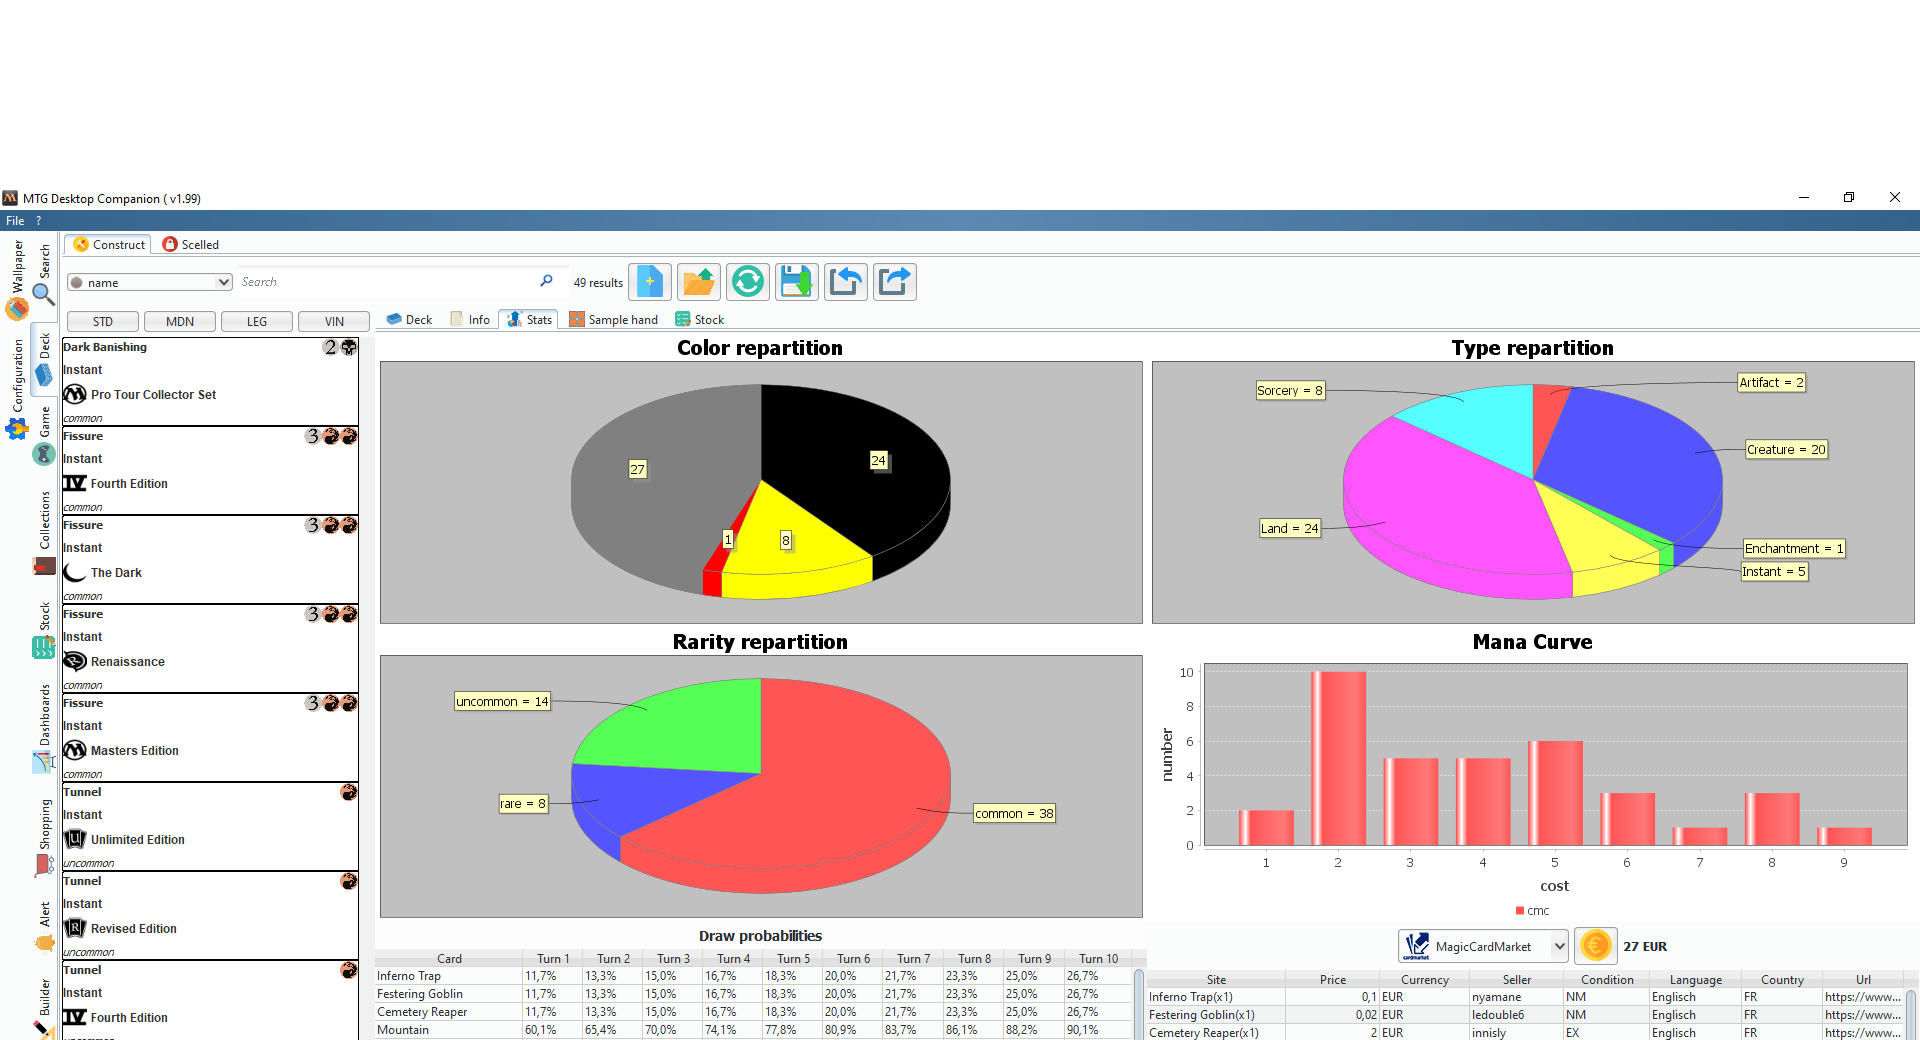 MTG Desktop Companion ( v1.99)
File ?
Wallpaper
Configuration
Search
Deck
Game
Collections
Stock
Dashboards
Shopping
Alert
Builder
Construct Scelled
name Search 49 results
STD MDN LEG VIN
Deck Info Stats Sample hand Stock
Dark Banishing 2
Instant
Pro Tour Collector Set
common
Fissure 3
Instant
IV Fourth Edition
common
Fissure 3
Instant
The Dark
common
Fissure 3
Instant
R Renaissance
common
Fissure 3
Instant
Masters Edition
common
Tunnel
Instant
U Unlimited Edition
uncommon
Tunnel
Instant
R Revised Edition
uncommon
Tunnel
Instant
IV Fourth Edition
Color repartition
27
24
1
8
Type repartition
Sorcery = 8
Artifact = 2
Creature = 20
Land = 24
Enchantment = 1
Instant = 5
Rarity repartition
uncommon = 14
rare = 8
common = 38
Mana Curve
number
10
8
6
4
2
0
1 2 3 4 5 6 7 8 9
cost
cmc
Draw probabilities
Card Turn 1 Turn 2 Turn 3 Turn 4 Turn 5 Turn 6 Turn 7 Turn 8 Turn 9 Turn 10
Inferno Trap 11,7% 13,3% 15,0% 16,7% 18,3% 20,0% 21,7% 23,3% 25,0% 26,7%
Festering Goblin 11,7% 13,3% 15,0% 16,7% 18,3% 20,0% 21,7% 23,3% 25,0% 26,7%
Cemetery Reaper 11,7% 13,3% 15,0% 16,7% 18,3% 20,0% 21,7% 23,3% 25,0% 26,7%
Mountain 60,1% 65,4% 70,0% 74,1% 77,8% 80,9% 83,7% 86,1% 88,2% 90,1%
cardmarket MagicCardMarket € 27 EUR
Site Price Currency Seller Condition Language Country Url
Inferno Trap(x1) 0,1 EUR nyamane NM Englisch FR https://www...
Festering Goblin(x1) 0,02 EUR ledouble6 NM Englisch FR https://www...
Cemetery Reaper(x1) 2 EUR innisly EX Englisch FR https://www...